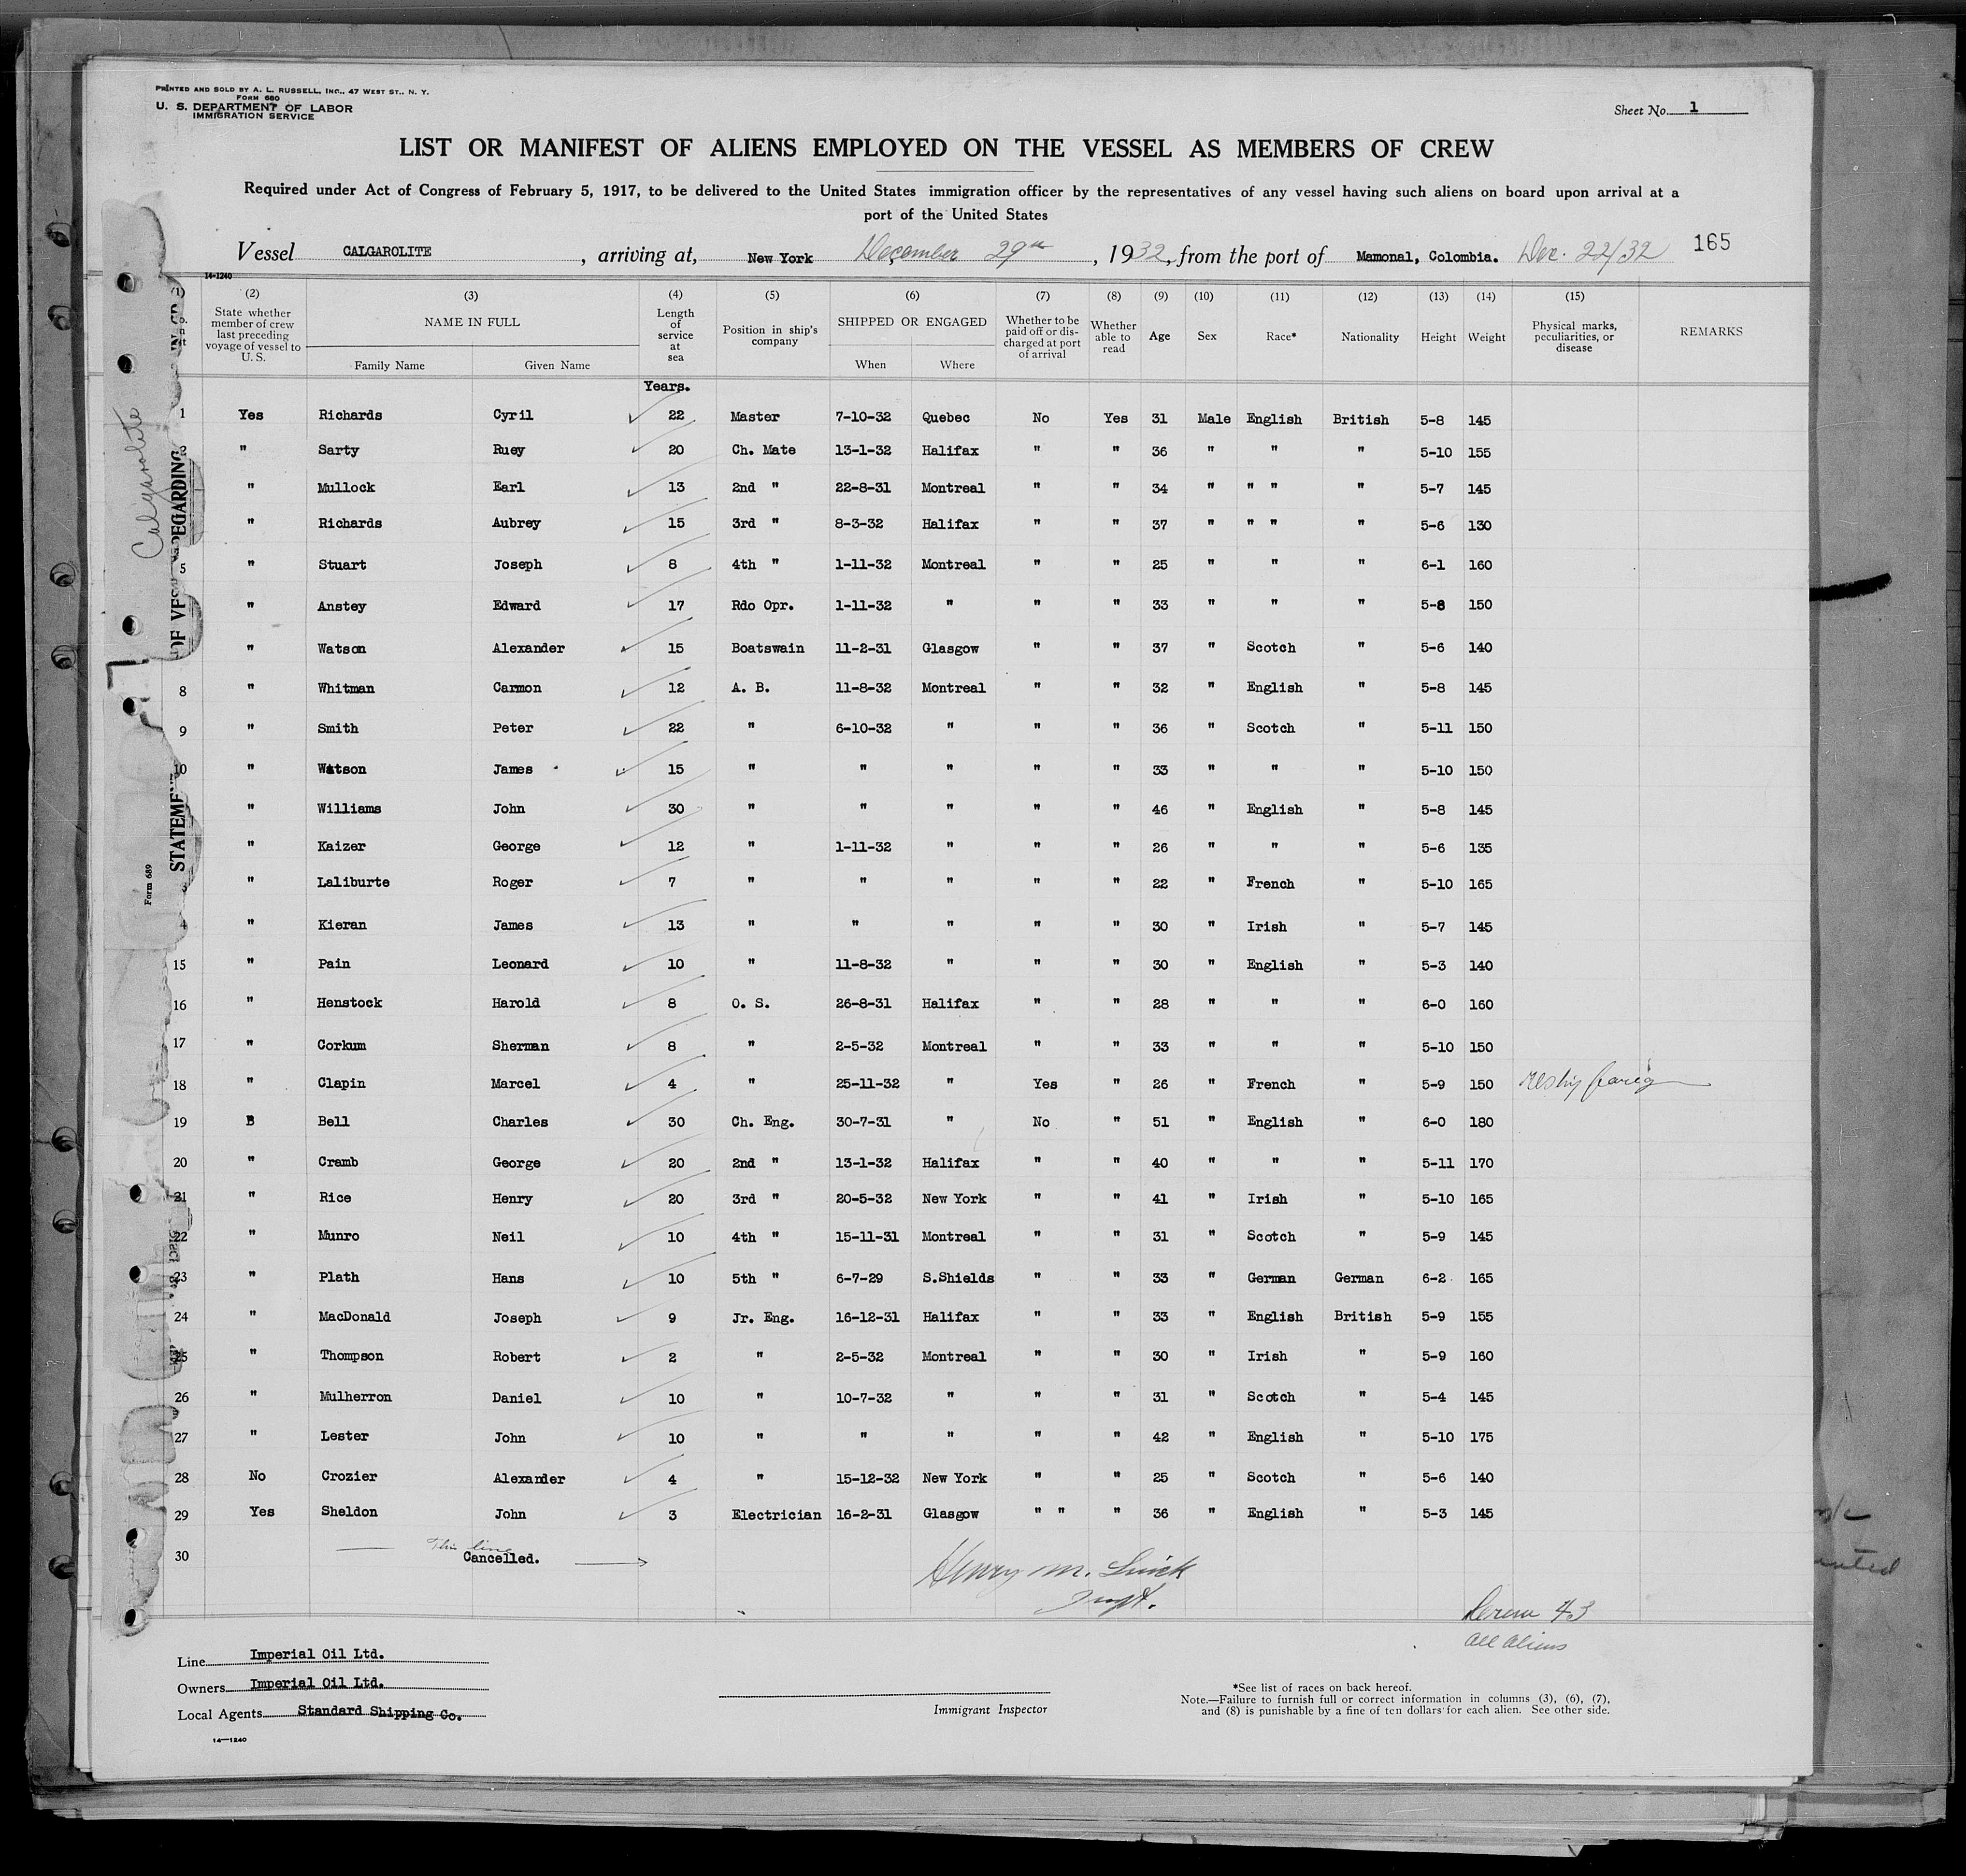 PRINTED AND SOLD BY A. L. RUSSELL, INC., 47 WEST ST., N. Y.
FORM 680
U. S. DEPARTMENT OF LABOR
IMMIGRATION SERVICE
Sheet No. 1
LIST OR MANIFEST OF ALIENS EMPLOYED ON THE VESSEL AS MEMBERS OF CREW
Required under Act of Congress of February 5, 1917, to be delivered to the United States immigration officer by the representatives of any vessel having such aliens on board upon arrival at a
port of the United States
Vessel CALGAROLITE , arriving at, New York December 29th , 1932, from the port of Mamonal, Colombia. Dec. 22/32 165
14-1240
(1) (2) (3) (4) (5) (6) (7) (8) (9) (10) (11) (12) (13) (14) (15)
State whether member of crew last preceding voyage of vessel to U. S. NAME IN FULL Length of service at sea Position in ship's company SHIPPED OR ENGAGED Whether to be paid off or discharged at port of arrival Whether able to read Age Sex Race* Nationality Height Weight Physical marks, peculiarities, or disease REMARKS
Family Name Given Name When Where
Years.
1 Yes Richards Cyril 22 Master 7-10-32 Quebec No Yes 31 Male English British 5-8 145
" Sarty Ruey 20 Ch. Mate 13-1-32 Halifax " " 36 " " " 5-10 155
" Mullock Earl 13 2nd " 22-8-31 Montreal " " 34 " " " " 5-7 145
" Richards Aubrey 15 3rd " 8-3-32 Halifax " " 37 " " " " 5-6 130
5 " Stuart Joseph 8 4th " 1-11-32 Montreal " " 25 " " " 6-1 160
" Anstey Edward 17 Rdo Opr. 1-11-32 " " " 33 " " " 5-8 150
" Watson Alexander 15 Boatswain 11-2-31 Glasgow " " 37 " Scotch " 5-6 140
8 " Whitman Carmon 12 A. B. 11-8-32 Montreal " " 32 " English " 5-8 145
9 " Smith Peter 22 " 6-10-32 " " " 36 " Scotch " 5-11 150
10 " Watson James 15 " " " " " 33 " " " 5-10 150
" Williams John 30 " " " " " 46 " English " 5-8 145
" Kaizer George 12 " 1-11-32 " " " 26 " " " 5-6 135
" Laliburte Roger 7 " " " " " 22 " French " 5-10 165
4 " Kieran James 13 " " " " " 30 " Irish " 5-7 145
15 " Pain Leonard 10 " 11-8-32 " " " 30 " English " 5-3 140
16 " Henstock Harold 8 O. S. 26-8-31 Halifax " " 28 " " " 6-0 160
17 " Corkum Sherman 8 " 2-5-32 Montreal " " 33 " " " 5-10 150
18 " Clapin Marcel 4 " 25-11-32 " Yes " 26 " French " 5-9 150
19 B Bell Charles 30 Ch. Eng. 30-7-31 " No " 51 " English " 6-0 180
20 " Cramb George 20 2nd " 13-1-32 Halifax " " 40 " " " 5-11 170
21 " Rice Henry 20 3rd " 20-5-32 New York " " 41 " Irish " 5-10 165
22 " Munro Neil 10 4th " 15-11-31 Montreal " " 31 " Scotch " 5-9 145
23 " Plath Hans 10 5th " 6-7-29 S.Shields " " 33 " German German 6-2 165
24 " MacDonald Joseph 9 Jr. Eng. 16-12-31 Halifax " " 33 " English British 5-9 155
25 " Thompson Robert 2 " 2-5-32 Montreal " " 30 " Irish " 5-9 160
26 " Mulherron Daniel 10 " 10-7-32 " " " 31 " Scotch " 5-4 145
27 " Lester John 10 " " " " " 42 " English " 5-10 175
28 No Crozier Alexander 4 " 15-12-32 New York " " 25 " Scotch " 5-6 140
29 Yes Sheldon John 3 Electrician 16-2-31 Glasgow " " " 36 " English " 5-3 145
30 This line Cancelled.
Henry M.
Inspt.
43
All Aliens
Line Imperial Oil Ltd.
Owners Imperial Oil Ltd.
Local Agents Standard Shipping Co.
14—1240
Immigrant Inspector
*See list of races on back hereof.
Note.—Failure to furnish full or correct information in columns (3), (6), (7),
and (8) is punishable by a fine of ten dollars for each alien. See other side.
Calgarolite
Form 689